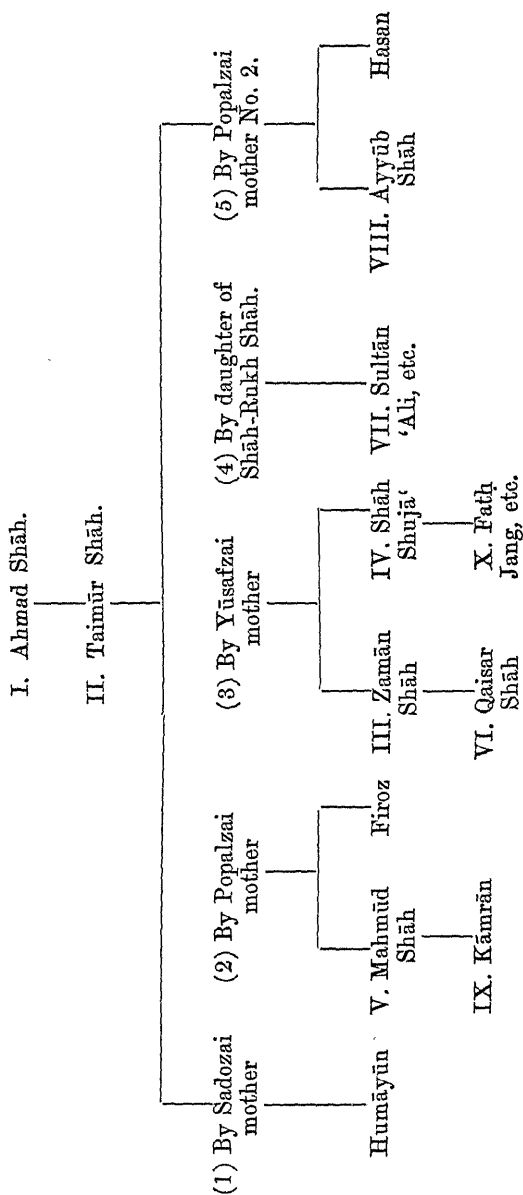 I. Ahmad Shāh.
II. Taimūr Shāh.
(1) By Sadozai
mother
(2) By Popalzai
mother
(3) By Yūsafzai
mother
(4) By daughter of
Shāh-Rukh Shāh.
(5) By Popalzai
mother No. 2.
Humāyūn
V. Mahmūd
Shāh
Firoz
III. Zamān
Shāh
IV. Shāh
Shujā‘
VII. Sultān
‘Ali, etc.
VIII. Ayyūb
Shāh
Hasan
IX. Kāmrān
VI. Qaisar
Shāh
X. Fatḥ
Jang, etc.